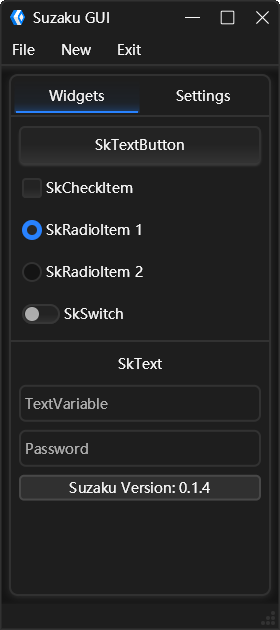 Suzaku GUI
File New Exit
Widgets Settings
SkTextButton
SkCheckItem
SkRadioItem 1
SkRadioItem 2
SkSwitch
SkText
TextVariable
Password
Suzaku Version: 0.1.4